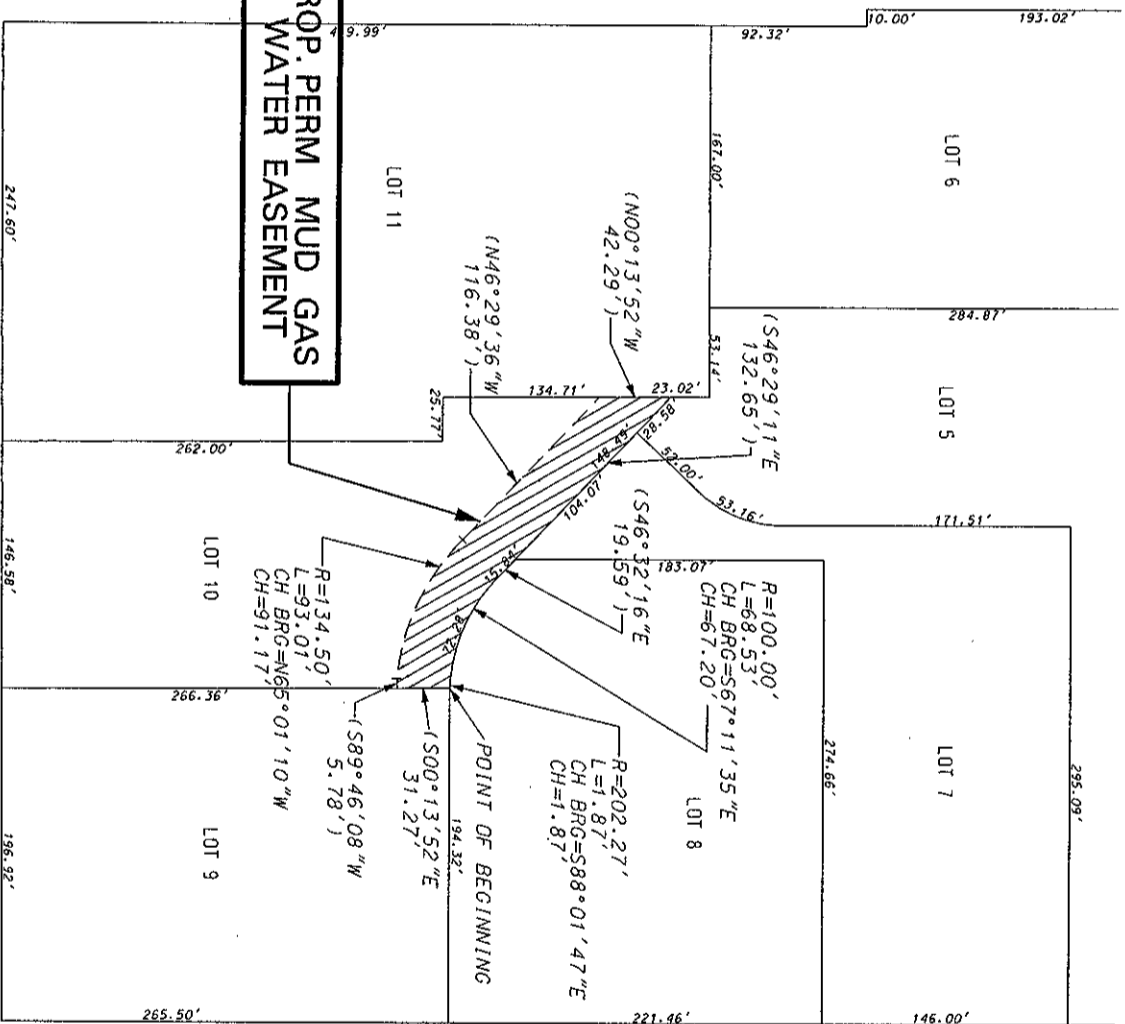 10.00'
193.02'
419.99'
92.32'
ROP. PERM MUD GAS
WATER EASEMENT
LOT 6
167.00'
LOT 11
247.60'
(N00°13'52"W
42.29')
(N46°29'36"W
116.38')
284.87'
(S46°29'11"E
132.65')
53.14'
134.71'
23.02'
25.77'
28.58'
LOT 5
262.00'
148.49'
52.00'
53.16'
171.51'
104.07'
(S46°32'16"E
19.59')
183.07'
15.84'
72.28'
146.58'
LOT 10
R=134.50'
L=93.01'
CH BRG=N65°01'10"W
CH=91.17'
R=100.00'
L=68.53'
CH BRG=S67°11'35"E
CH=67.20'
266.36'
274.66'
LOT 7
295.09'
R=202.27'
L=1.87'
CH BRG=S88°01'47"E
CH=1.87'
LOT 8
POINT OF BEGINNING
(S00°13'52"E
31.27'
(S89°46'08"W
5.78')
194.32'
LOT 9
196.92'
265.50'
221.46'
146.00'